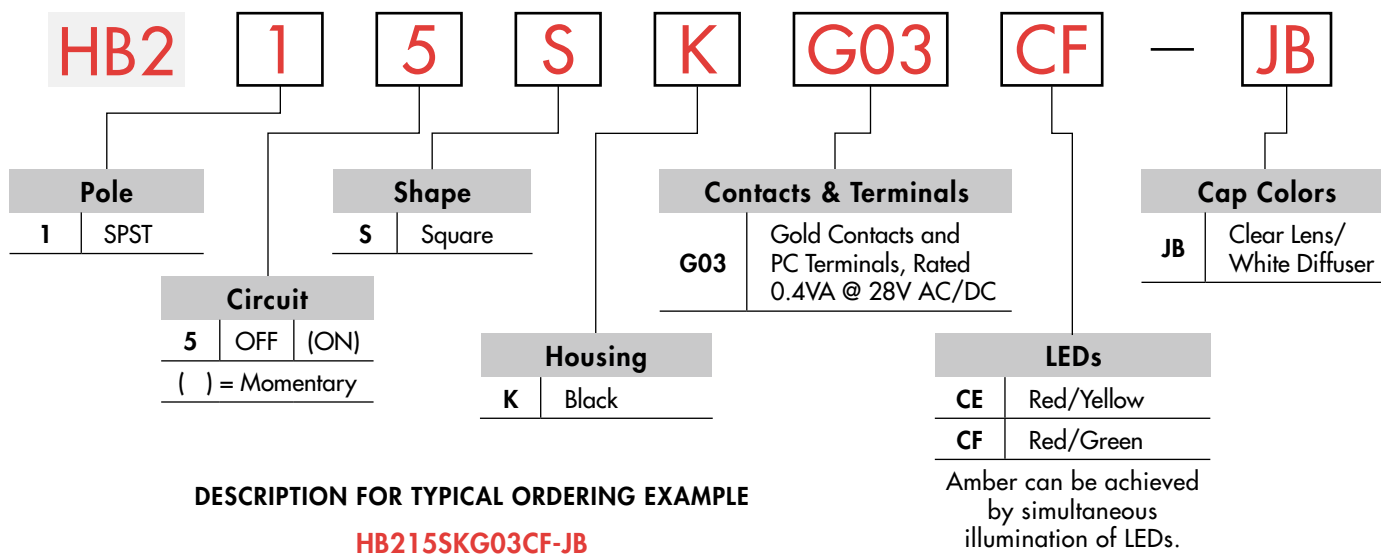 HB2 1 5 S K G03 CF — JB
Pole
1 SPST
Circuit
5 OFF (ON)
( ) = Momentary
Shape
S Square
Housing
K Black
Contacts & Terminals
G03 Gold Contacts and
PC Terminals, Rated
0.4VA @ 28V AC/DC
LEDs
CE Red/Yellow
CF Red/Green
Amber can be achieved
by simultaneous
illumination of LEDs.
Cap Colors
JB Clear Lens/
White Diffuser
DESCRIPTION FOR TYPICAL ORDERING EXAMPLE
HB215SKG03CF-JB